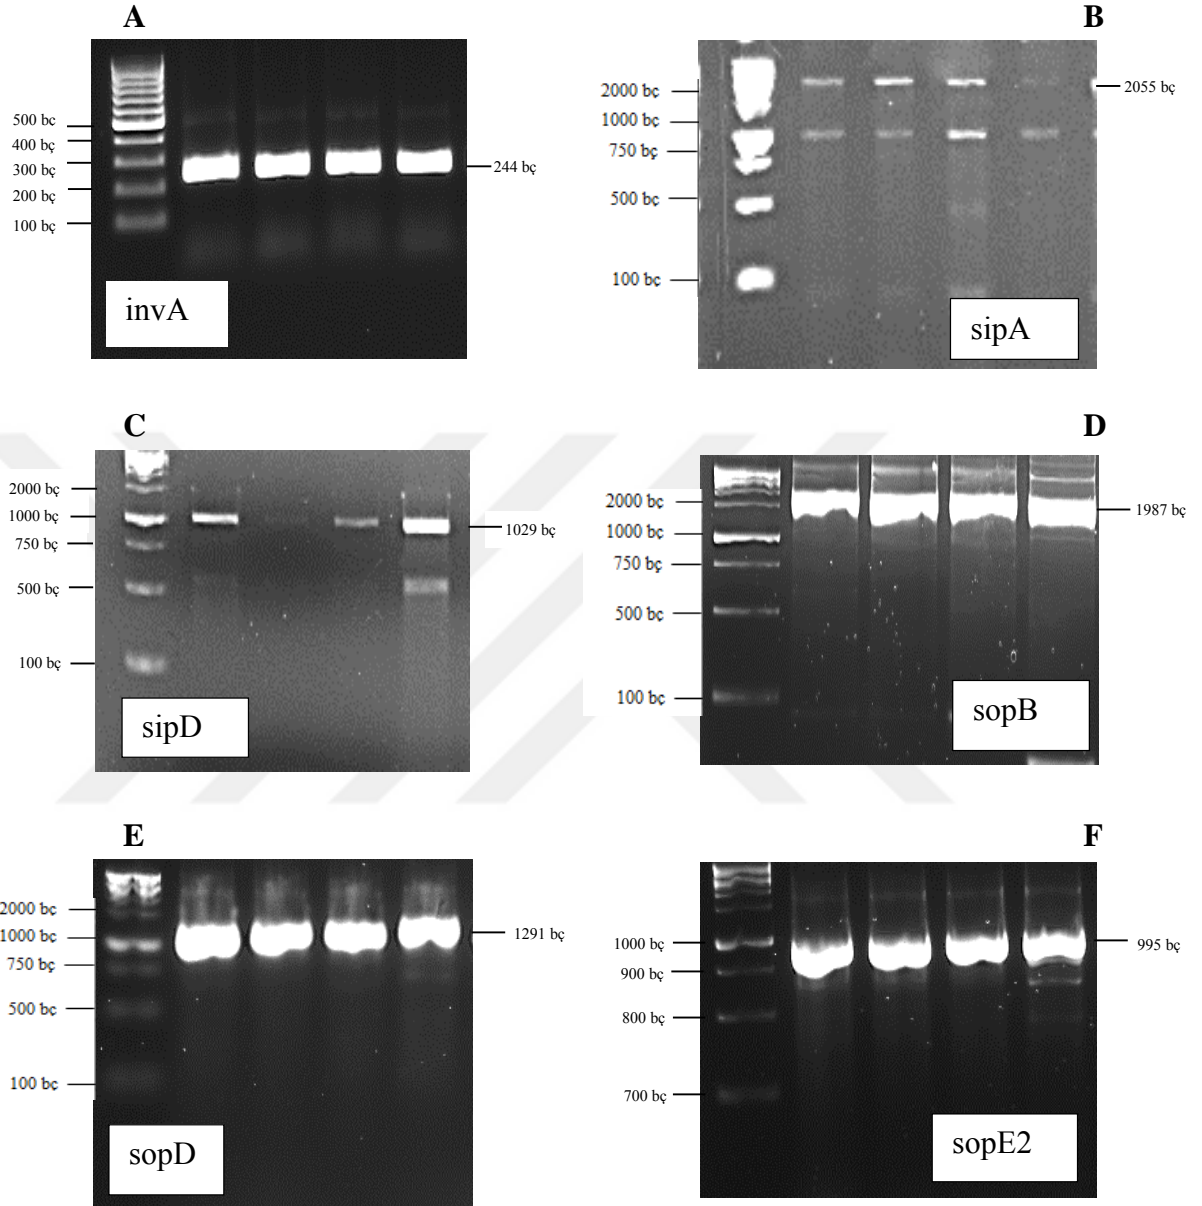 A
500 bç
400 bç
300 bç
200 bç
100 bç
244 bç
invA
B
2000 bç
1000 bç
750 bç
500 bç
100 bç
2055 bç
sipA
C
2000 bç
1000 bç
750 bç
500 bç
100 bç
1029 bç
sipD
D
2000 bç
1000 bç
750 bç
500 bç
100 bç
1987 bç
sopB
E
2000 bç
1000 bç
750 bç
500 bç
100 bç
1291 bç
sopD
F
1000 bç
900 bç
800 bç
700 bç
995 bç
sopE2